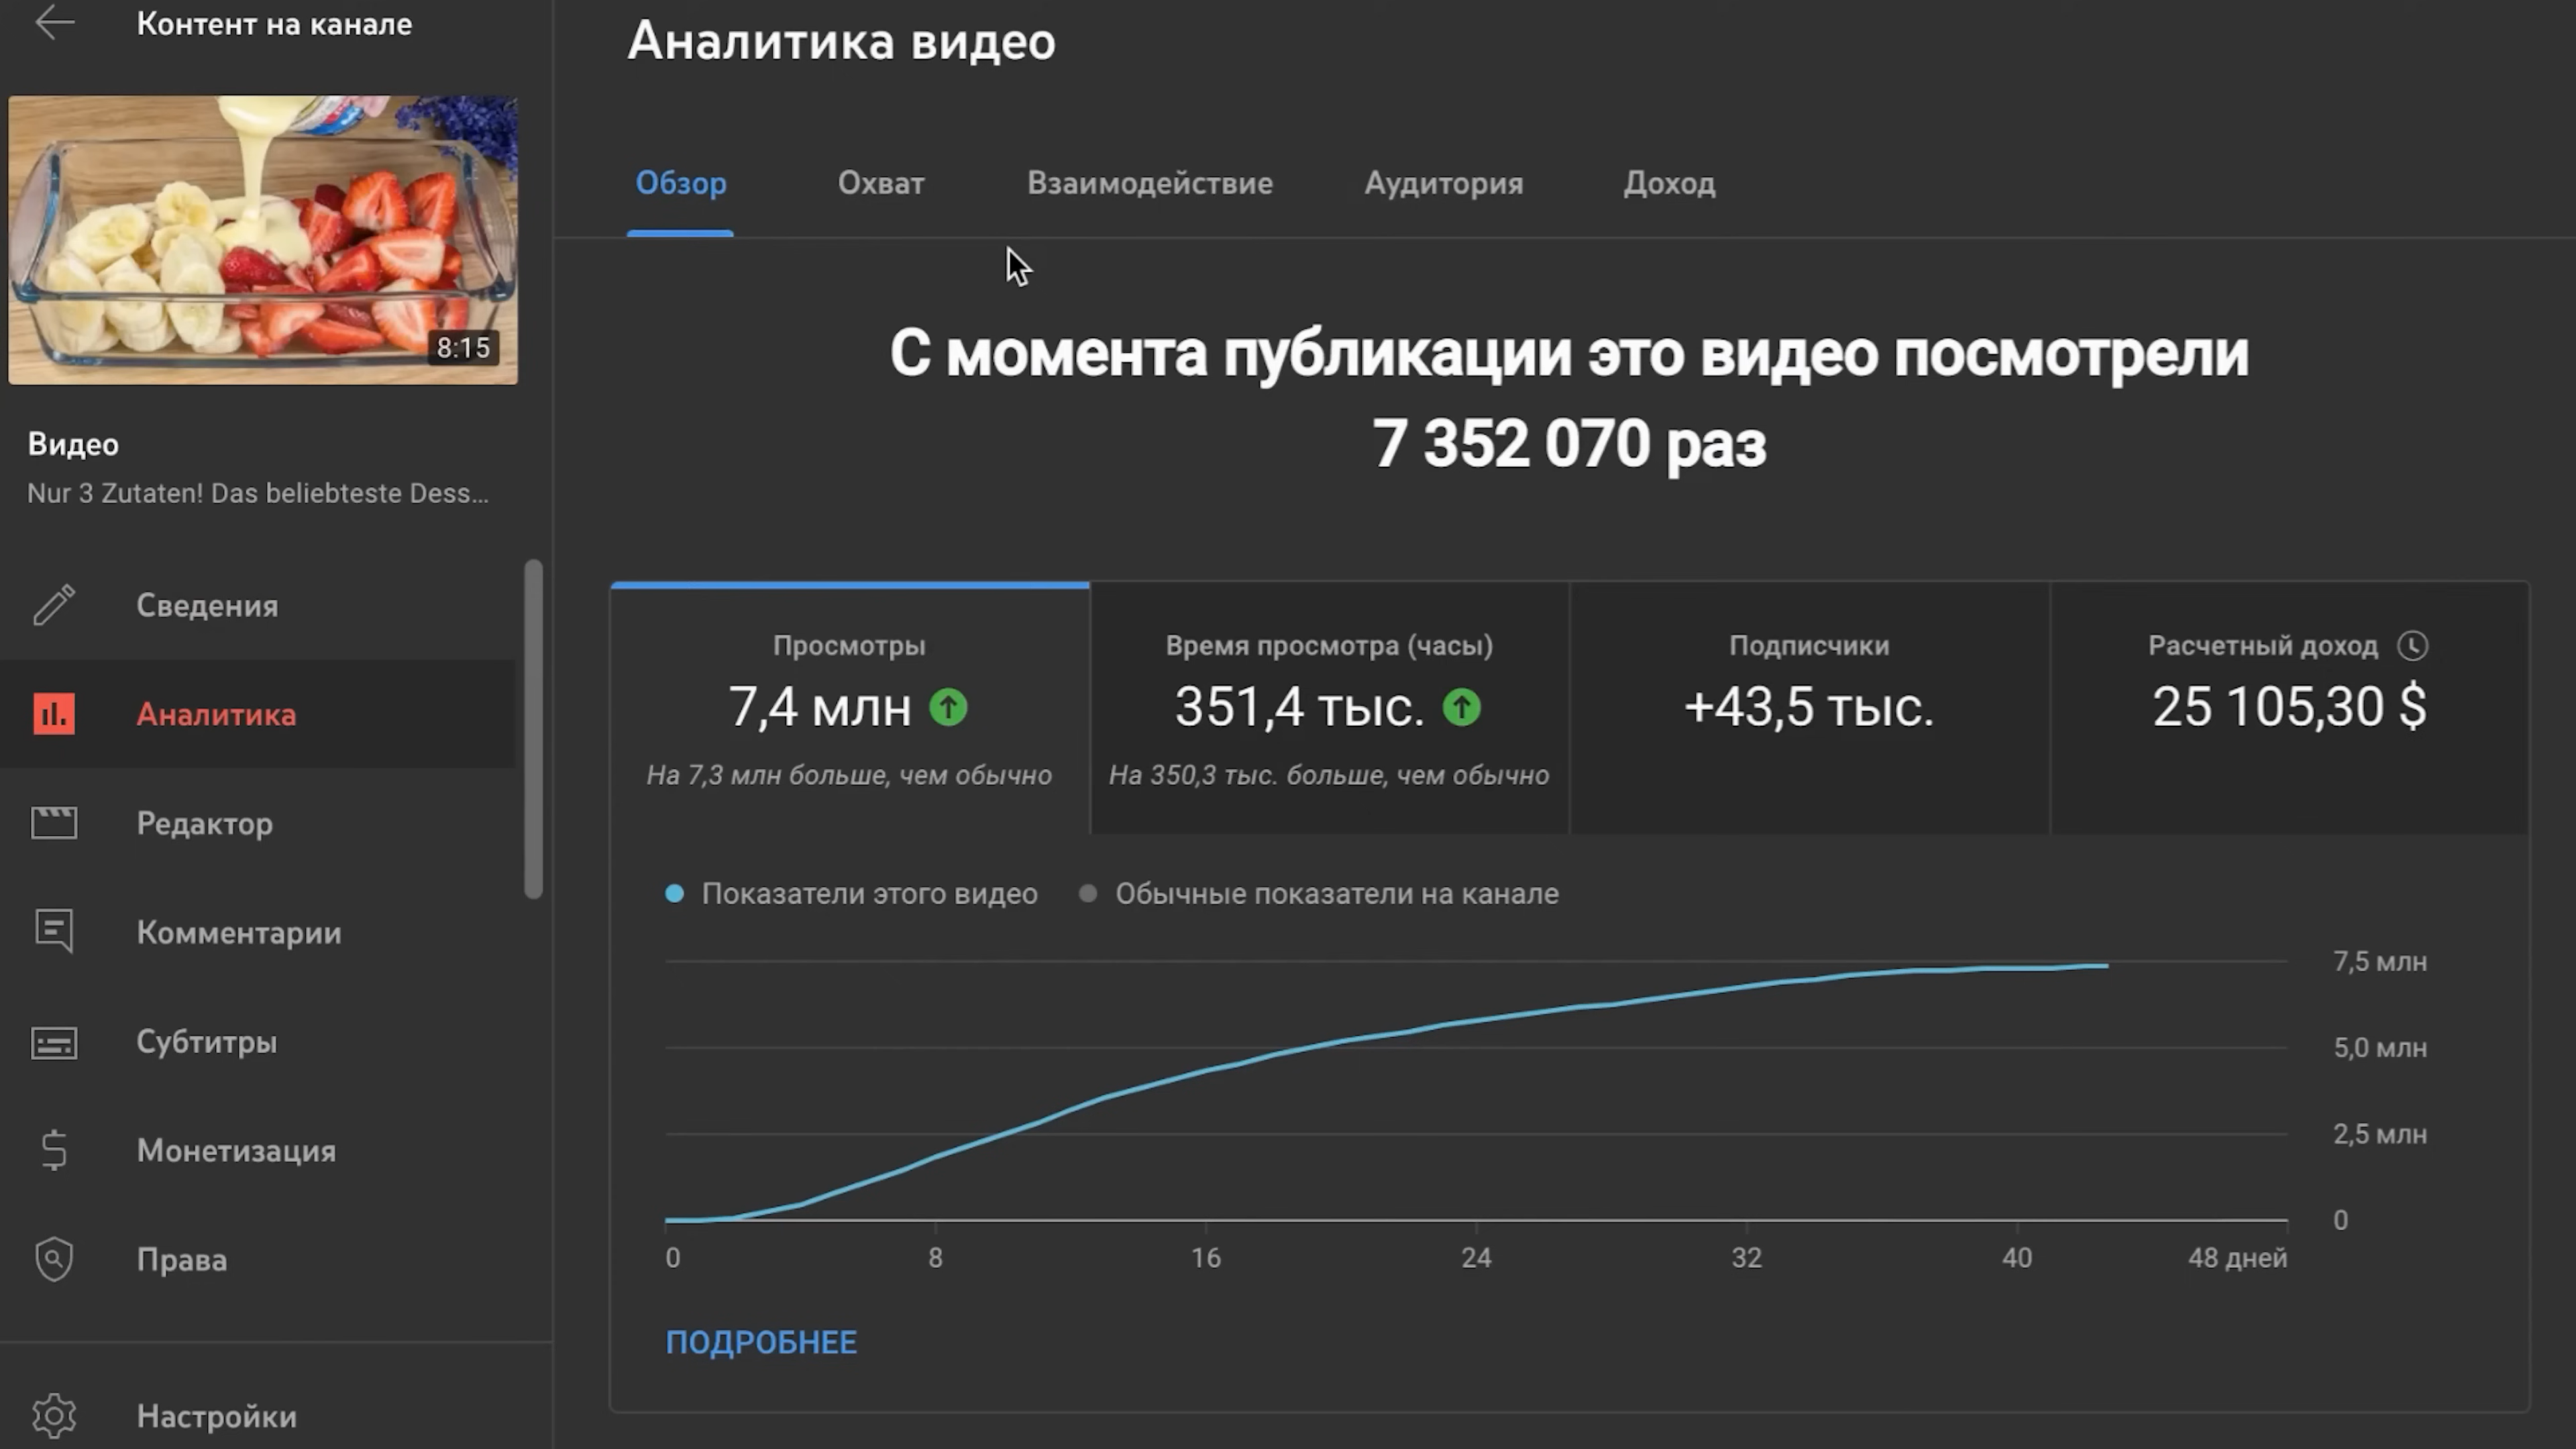 Контент на канале
8:15
Видео
Nur 3 Zutaten! Das beliebteste Dess...
Сведения
Аналитика
Редактор
Комментарии
Субтитры
Монетизация
Права
Настройки
Аналитика видео
Обзор Охват Взаимодействие Аудитория Доход
С момента публикации это видео посмотрели
7 352 070 раз
Просмотры
7,4 млн
На 7,3 млн больше, чем обычно
Время просмотра (часы)
351,4 тыс.
На 350,3 тыс. больше, чем обычно
Подписчики
+43,5 тыс.
Расчетный доход
25 105,30 $
Показатели этого видео Обычные показатели на канале
7,5 млн
5,0 млн
2,5 млн
0
0 8 16 24 32 40 48 дней
ПОДРОБНЕЕ